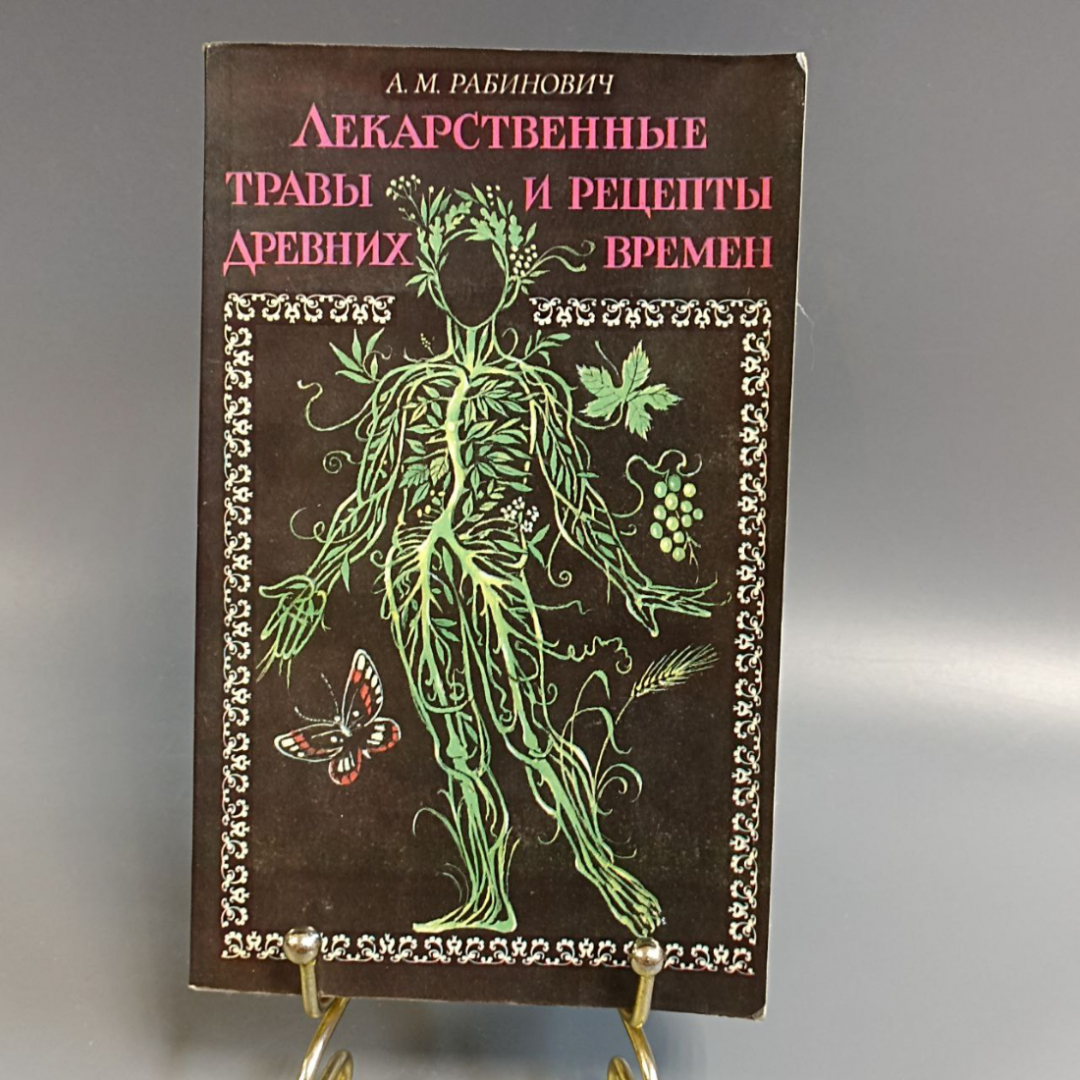 А. М. РАБИНОВИЧ
ЛЕКАРСТВЕННЫЕ
ТРАВЫ И РЕЦЕПТЫ
ДРЕВНИХ ВРЕМЕН